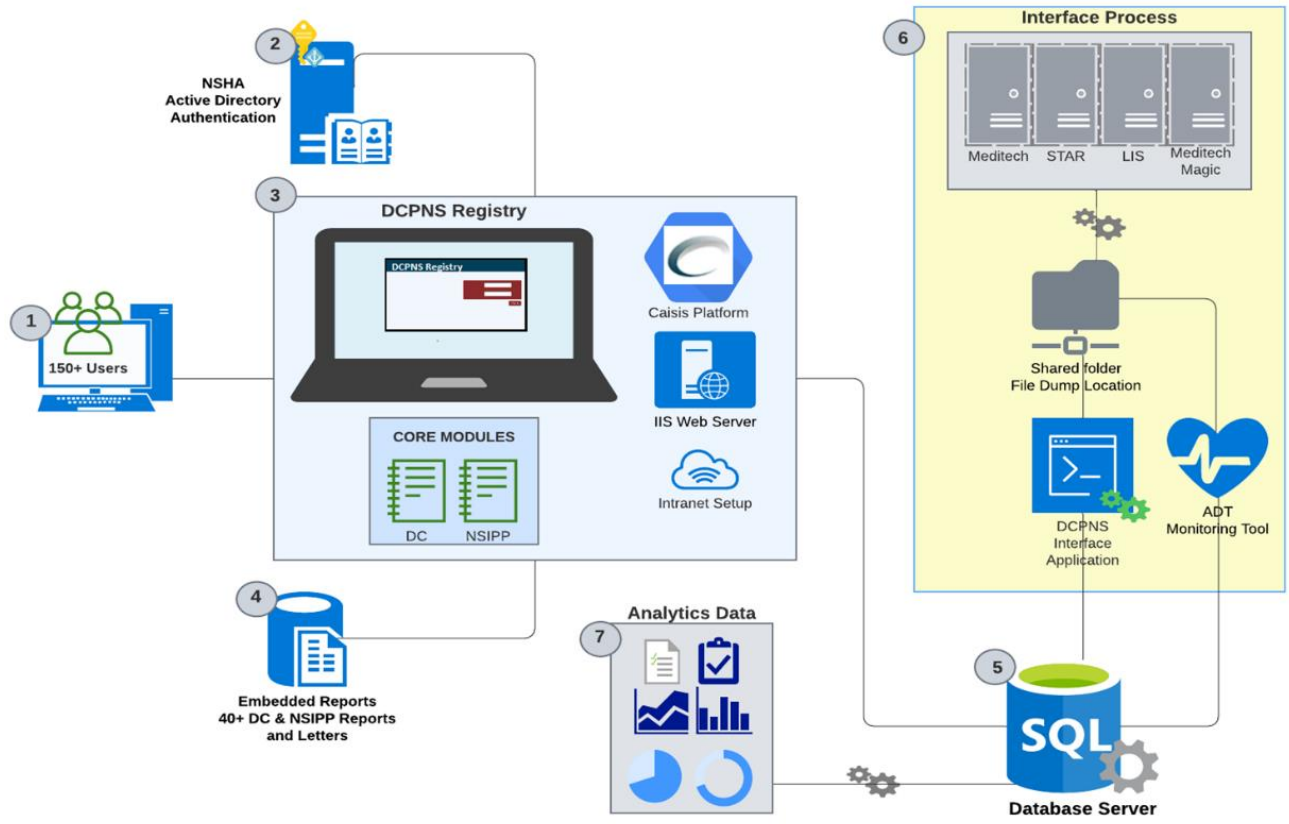 Interface Process
6
Meditech
STAR
LIS
Meditech
Magic
2
NSHA
Active Directory
Authentication
3
DCPNS Registry
DCPNS Registry
Caisis Platform
1
150+ Users
IIS Web Server
Shared folder
File Dump Location
CORE MODULES
DC
NSIPP
Intranet Setup
DCPNS
Interface
Application
ADT
Monitoring Tool
4
Embedded Reports
40+ DC & NSIPP Reports
and Letters
Analytics Data
7
5
SQL
Database Server